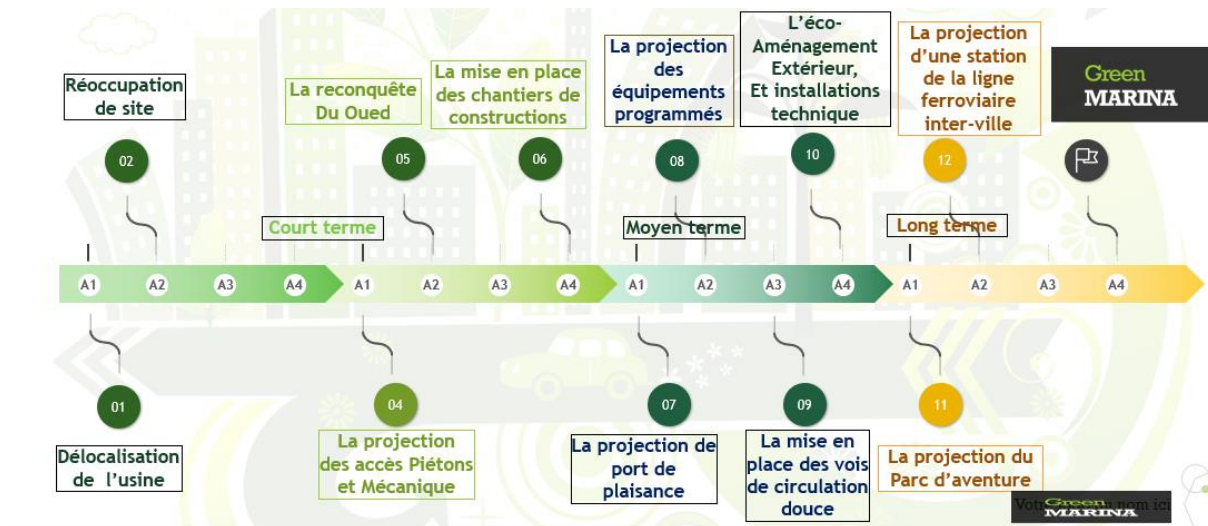 Réoccupation
de site
02
La reconquête
Du Oued
05
La mise en place
des chantiers de
constructions
06
La projection
des
équipements
programmés
08
L'éco-
Aménagement
Extérieur,
Et installations
technique
10
La projection
d'une station
de la ligne
ferroviaire
inter-ville
12
Green
MARINA
Court terme
Moyen terme
Long terme
A1 A2 A3 A4 A1 A2 A3 A4 A1 A2 A3 A4 A1 A2 A3 A4
01
Délocalisation
de l'usine
04
La projection
des accès Piétons
et Mécanique
07
La projection de
port de
plaisance
09
La mise en
place des vois
de circulation
douce
11
La projection du
Parc d'aventure
Green
MARINA
nom ici